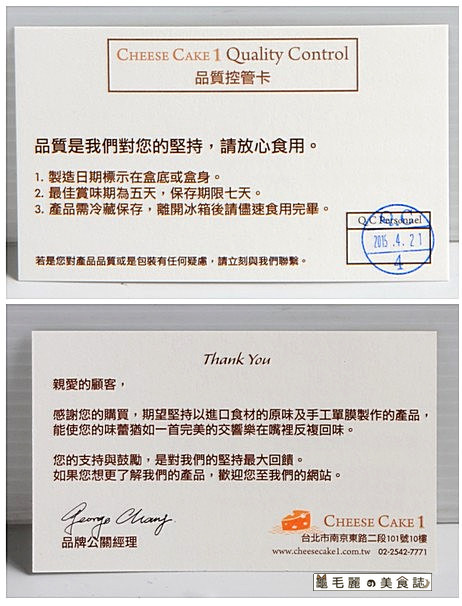 CHEESE CAKE 1 Quality Control
品質控管卡
品質是我們對您的堅持，請放心食用。
1. 製造日期標示在盒底或盒身。
2. 最佳賞味期為五天，保存期限七天。
3. 產品需冷藏保存，離開冰箱後請儘速食用完畢。
Q.C Personnel
Q.C
2015.4.21
4
若是您對產品品質或是包裝有任何疑慮，請立刻與我們聯繫。
Thank You
親愛的顧客，
感謝您的購買，期望堅持以進口食材的原味及手工單膜製作的產品，
能使您的味蕾猶如一首完美的交響樂在嘴裡反複回味。
您的支持與鼓勵，是對我們的堅持最大回饋。
如果您想更了解我們的產品，歡迎您至我們的網站。
George Chang
品牌公關經理
CHEESE CAKE 1
台北市南京東路二段101號10樓
www.cheesecake1.com.tw 02-2542-7771
毛麗の美食誌